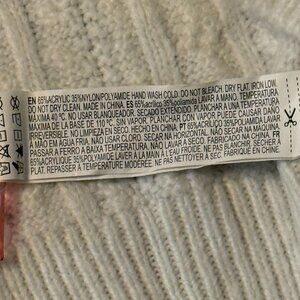 EN 65%ACRYLIC 35%NYLON/POLYAMIDE HAND WASH COLD. DO NOT BLEACH. DRY FLAT. IRON LOW.
DO NOT DRY CLEAN. MADE IN CHINA. ES 65%acrílico 35%poliamida LAVAR A MANO, TEMPERATURA
MÁXIMA 40 ºC. NO USAR BLANQUEADOR. SECADO EXTENDIDO. PLANCHAR A TEMPERATURA
MÁXIMA DE LA BASE DE 110 ºC, SIN VAPOR. PLANCHAR CON VAPOR PUEDE CAUSAR DAÑO
IRREVERSIBLE. NO LIMPIEZA EN SECO. HECHO EN CHINA. PT 65%ACRÍLICO 35%POLIAMIDA LAVAR
À MÃO EM ÁGUA FRIA. NÃO USAR CLORO. SECAR NA HORIZONTAL. NÃO SECAR NA MÁQUINA
PASSAR A FERRO A BAIXA TEMPERATURA. NÃO LAVAR A SECO. FABRICADO NA CHINA. FR
65%ACRYLIQUE 35%POLYAMIDE LAVER À LA MAIN À L'EAU FROIDE. NE PAS BLANCHIR. SÉCHER À
PLAT. REPASSER À TEMPÉRATURE MODÉRÉE. NE PAS NETTOYER À SEC. FABRIQUÉ EN CHINE.